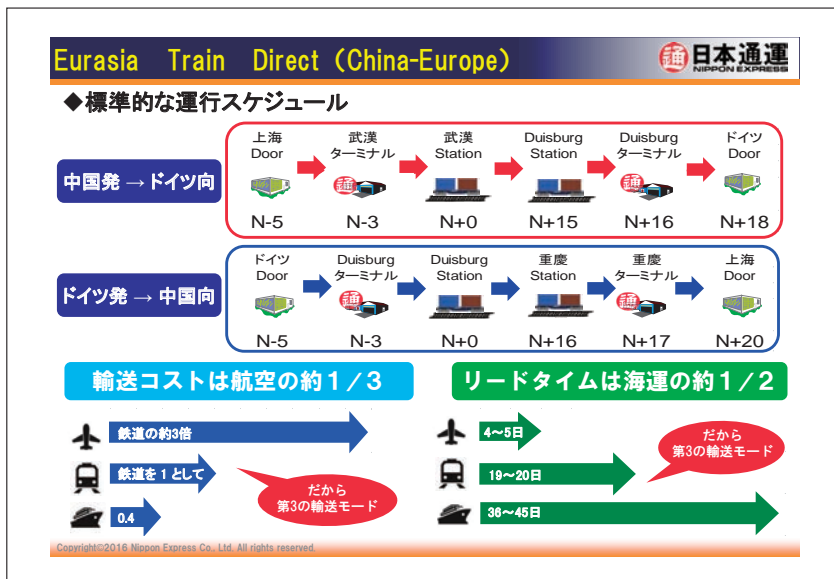 Eurasia Train Direct (China-Europe)
通 日本通運
NIPPON EXPRESS
◆標準的な運行スケジュール
中国発 → ドイツ向
上海 武漢 武漢 Duisburg Duisburg ドイツ
Door ターミナル Station Station ターミナル Door
通 通
N-5 N-3 N+0 N+15 N+16 N+18
ドイツ発 → 中国向
ドイツ Duisburg Duisburg 重慶 重慶 上海
Door ターミナル Station Station ターミナル Door
通 通
N-5 N-3 N+0 N+16 N+17 N+20
輸送コストは航空の約1/3
鉄道の約3倍
鉄道を1として
0.4
だから
第3の輸送モード
リードタイムは海運の約1/2
4〜5日
19〜20日
36〜45日
だから
第3の輸送モード
Copyright©2016 Nippon Express Co., Ltd. All rights reserved.